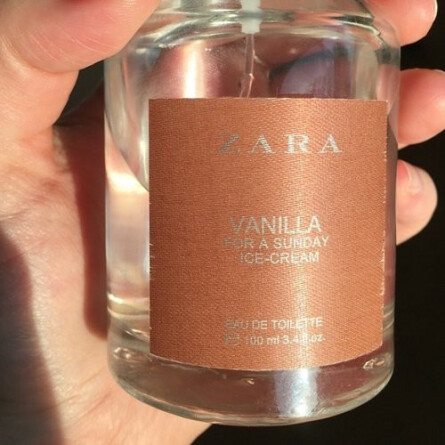 ZARA
VANILLA
FOR A SUNDAY
ICE-CREAM
EAU DE TOILETTE
100 ml 3.4 fl.oz.